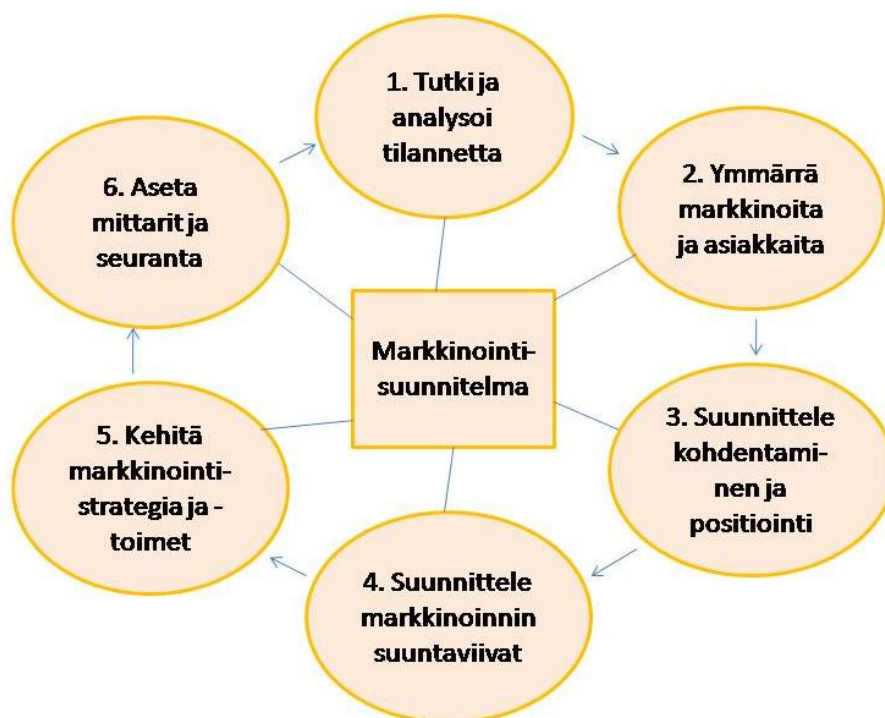 1. Tutki ja
analysoi
tilannetta
2. Ymmärrä
markkinoita
ja asiakkaita
3. Suunnittele
kohdentami-
nen ja
positiointi
4. Suunnittele
markkinoinnin
suuntaviivat
5. Kehitä
markkinointi-
strategia ja -
toimet
6. Aseta
mittarit ja
seuranta
Markkinointi-
suunnitelma